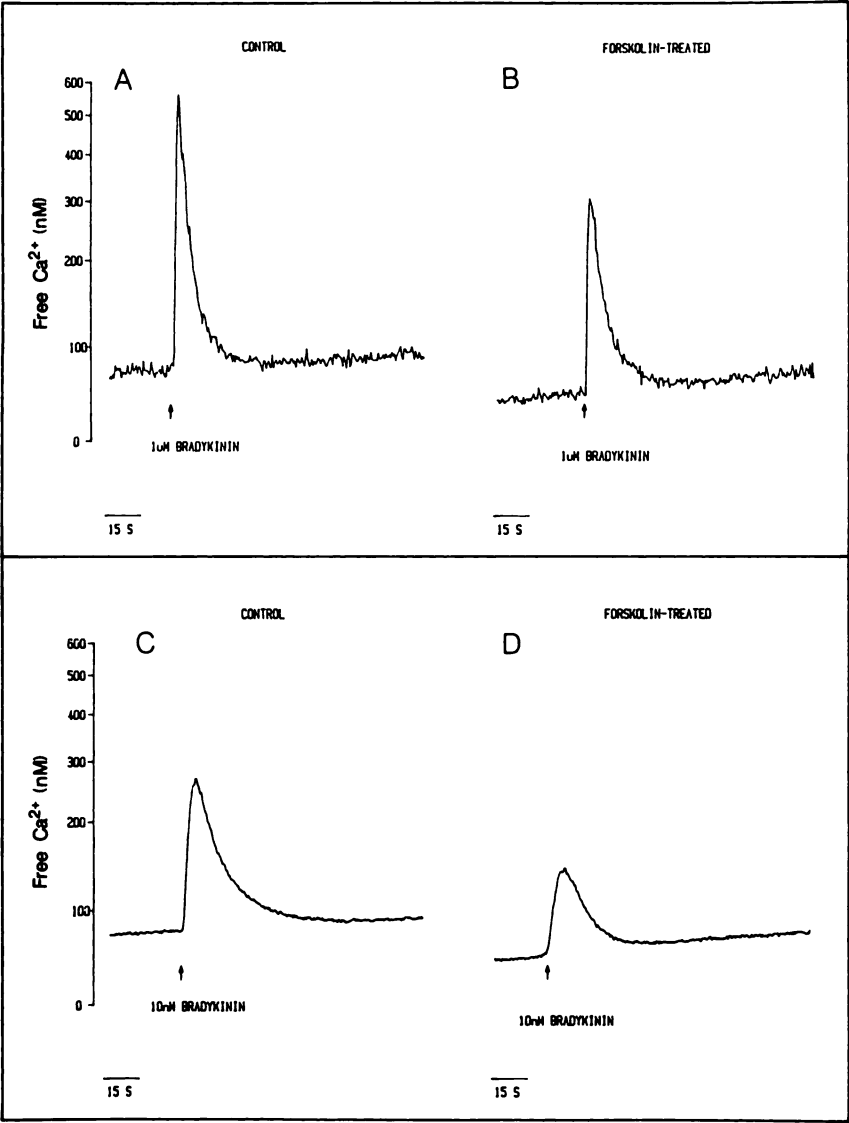 CONTROL
FORSKOLIN-TREATED
A
B
600
500
400
300
200
100
0
Free Ca²⁺ (nM)
1uM BRADYKININ
1uM BRADYKININ
15 S
15 S
CONTROL
FORSKOLIN-TREATED
C
D
600
500
400
300
200
100
0
Free Ca²⁺ (nM)
10nM BRADYKININ
10nM BRADYKININ
15 S
15 S